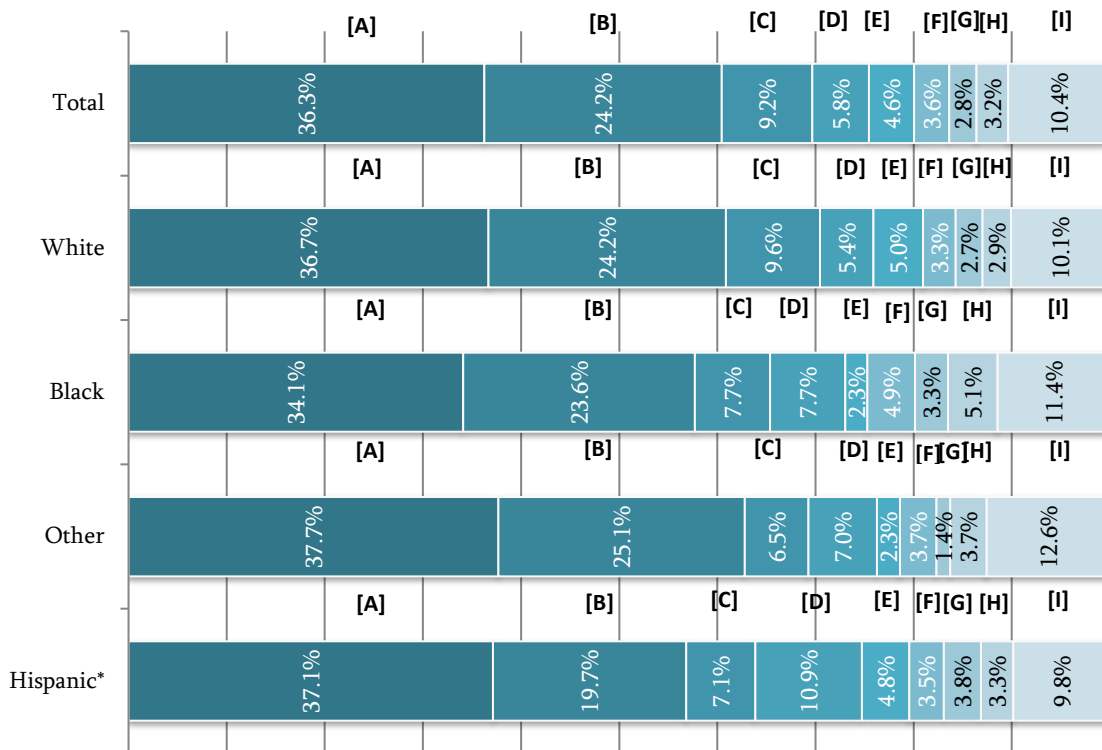 [A] [B] [C] [D] [E] [F] [G] [H] [I]
Total 36.3% 24.2% 9.2% 5.8% 4.6% 3.6% 2.8% 3.2% 10.4%
[A] [B] [C] [D] [E] [F] [G] [H] [I]
White 36.7% 24.2% 9.6% 5.4% 5.0% 3.3% 2.7% 2.9% 10.1%
[A] [B] [C] [D] [E] [F] [G] [H] [I]
Black 34.1% 23.6% 7.7% 7.7% 2.3% 4.9% 3.3% 5.1% 11.4%
[A] [B] [C] [D] [E] [F] [G] [H] [I]
Other 37.7% 25.1% 6.5% 7.0% 2.3% 3.7% 1.4% 3.7% 12.6%
[A] [B] [C] [D] [E] [F] [G] [H] [I]
Hispanic* 37.1% 19.7% 7.1% 10.9% 4.8% 3.5% 3.8% 3.3% 9.8%